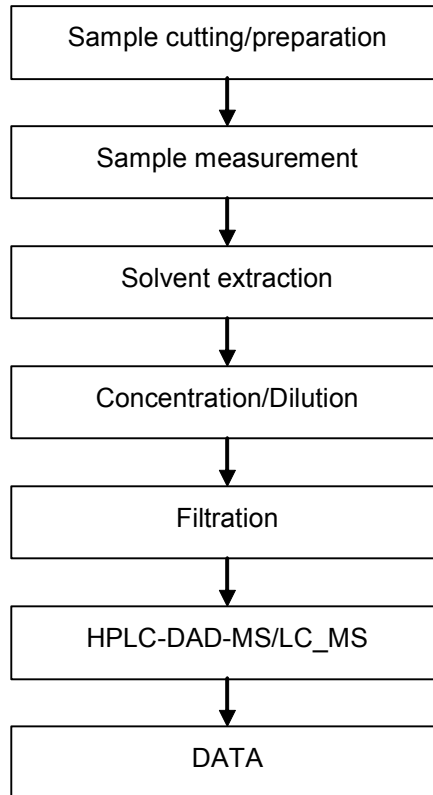 Sample cutting/preparation
Sample measurement
Solvent extraction
Concentration/Dilution
Filtration
HPLC-DAD-MS/LC_MS
DATA